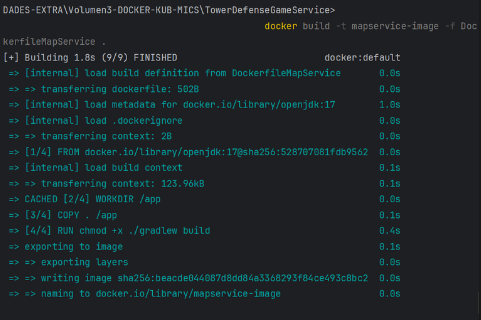 DADES-EXTRA\Volumen3-DOCKER-KUB-MICS\TowerDefenseGameService>
docker build -t mapservice-image -f Doc
kerfileMapService .
[+] Building 1.8s (9/9) FINISHED docker:default
=> [internal] load build definition from DockerfileMapService 0.0s
=> => transferring dockerfile: 502B 0.0s
=> [internal] load metadata for docker.io/library/openjdk:17 1.0s
=> [internal] load .dockerignore 0.0s
=> => transferring context: 2B 0.0s
=> [1/4] FROM docker.io/library/openjdk:17@sha256:528707081fdb9562 0.0s
=> [internal] load build context 0.1s
=> => transferring context: 123.96kB 0.1s
=> CACHED [2/4] WORKDIR /app 0.0s
=> [3/4] COPY . /app 0.1s
=> [4/4] RUN chmod +x ./gradlew build 0.4s
=> exporting to image 0.1s
=> => exporting layers 0.0s
=> => writing image sha256:beacde044087d8dd84a3368293f84ce493c8bc2 0.0s
=> => naming to docker.io/library/mapservice-image 0.0s